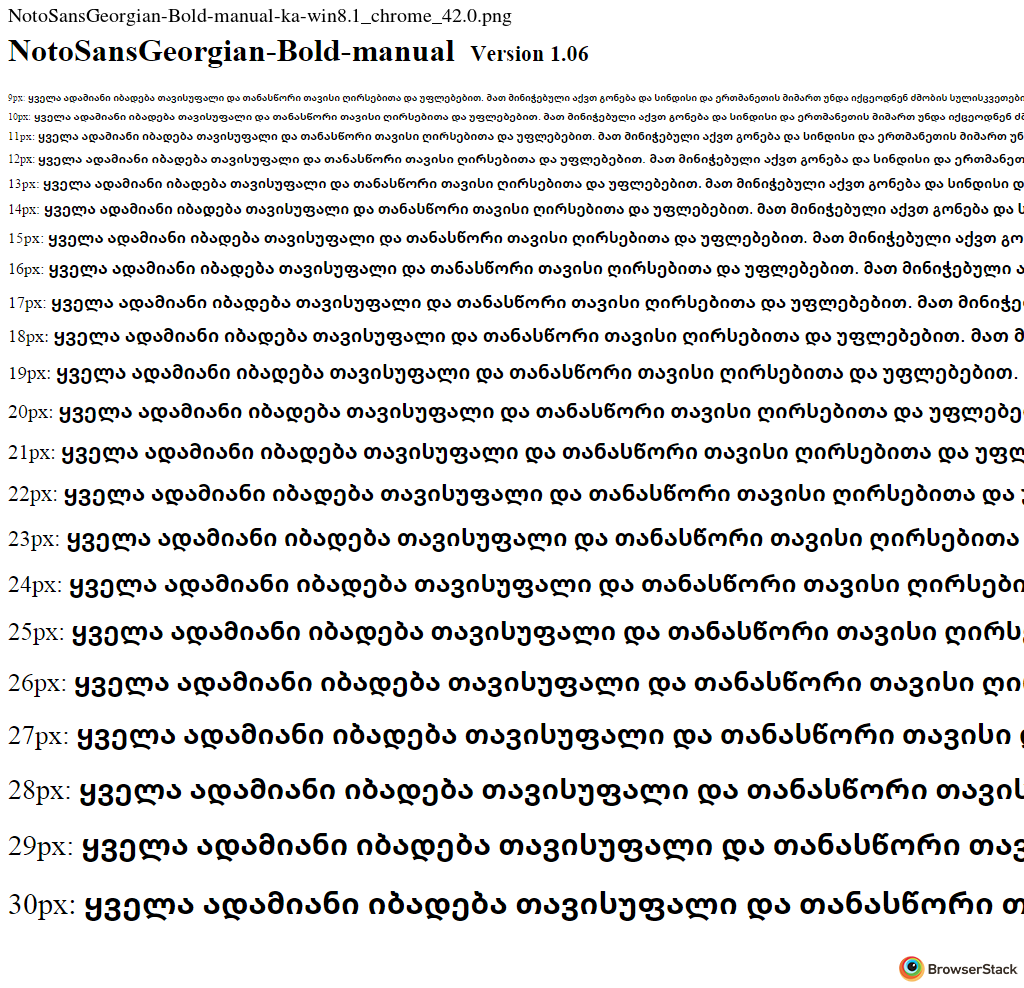 NotoSansGeorgian-Bold-manual-ka-win8.1_chrome_42.0.png
NotoSansGeorgian-Bold-manual Version 1.06
9px: ყველა ადამიანი იბადება თავისუფალი და თანასწორი თავისი ღირსებითა და უფლებებით. მათ მინიჭებული აქვთ გონება და სინდისი და ერთმანეთის მიმართ უნდა იქცეოდნენ ძმობის სულისკვეთები
10px: ყველა ადამიანი იბადება თავისუფალი და თანასწორი თავისი ღირსებითა და უფლებებით. მათ მინიჭებული აქვთ გონება და სინდისი და ერთმანეთის მიმართ უნდა იქცეოდნენ ძმ
11px: ყველა ადამიანი იბადება თავისუფალი და თანასწორი თავისი ღირსებითა და უფლებებით. მათ მინიჭებული აქვთ გონება და სინდისი და ერთმანეთის მიმართ უნ
12px: ყველა ადამიანი იბადება თავისუფალი და თანასწორი თავისი ღირსებითა და უფლებებით. მათ მინიჭებული აქვთ გონება და სინდისი და ერთმანეთ
13px: ყველა ადამიანი იბადება თავისუფალი და თანასწორი თავისი ღირსებითა და უფლებებით. მათ მინიჭებული აქვთ გონება და სინდისი დ
14px: ყველა ადამიანი იბადება თავისუფალი და თანასწორი თავისი ღირსებითა და უფლებებით. მათ მინიჭებული აქვთ გონება და ს
15px: ყველა ადამიანი იბადება თავისუფალი და თანასწორი თავისი ღირსებითა და უფლებებით. მათ მინიჭებული აქვთ გო
16px: ყველა ადამიანი იბადება თავისუფალი და თანასწორი თავისი ღირსებითა და უფლებებით. მათ მინიჭებული ა
17px: ყველა ადამიანი იბადება თავისუფალი და თანასწორი თავისი ღირსებითა და უფლებებით. მათ მინიჭე
18px: ყველა ადამიანი იბადება თავისუფალი და თანასწორი თავისი ღირსებითა და უფლებებით. მათ მ
19px: ყველა ადამიანი იბადება თავისუფალი და თანასწორი თავისი ღირსებითა და უფლებებით.
20px: ყველა ადამიანი იბადება თავისუფალი და თანასწორი თავისი ღირსებითა და უფლებე
21px: ყველა ადამიანი იბადება თავისუფალი და თანასწორი თავისი ღირსებითა და უფლ
22px: ყველა ადამიანი იბადება თავისუფალი და თანასწორი თავისი ღირსებითა და
23px: ყველა ადამიანი იბადება თავისუფალი და თანასწორი თავისი ღირსებითა
24px: ყველა ადამიანი იბადება თავისუფალი და თანასწორი თავისი ღირსები
25px: ყველა ადამიანი იბადება თავისუფალი და თანასწორი თავისი ღირს
26px: ყველა ადამიანი იბადება თავისუფალი და თანასწორი თავისი ღი
27px: ყველა ადამიანი იბადება თავისუფალი და თანასწორი თავისი
28px: ყველა ადამიანი იბადება თავისუფალი და თანასწორი თავის
29px: ყველა ადამიანი იბადება თავისუფალი და თანასწორი თავ
30px: ყველა ადამიანი იბადება თავისუფალი და თანასწორი თ
BrowserStack